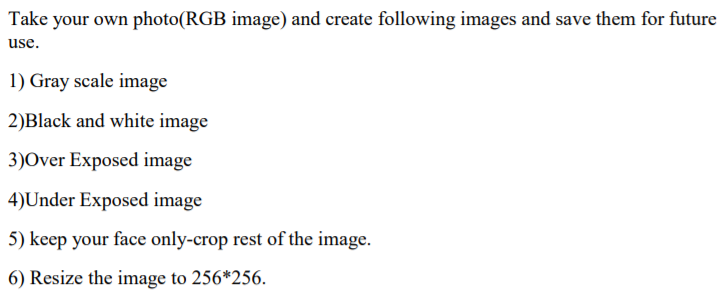 Take your own photo(RGB image) and create following images and save them for future
use.
1) Gray scale image
2)Black and white image
3)Over Exposed image
4)Under Exposed image
5) keep your face only-crop rest of the image.
6) Resize the image to 256*256.